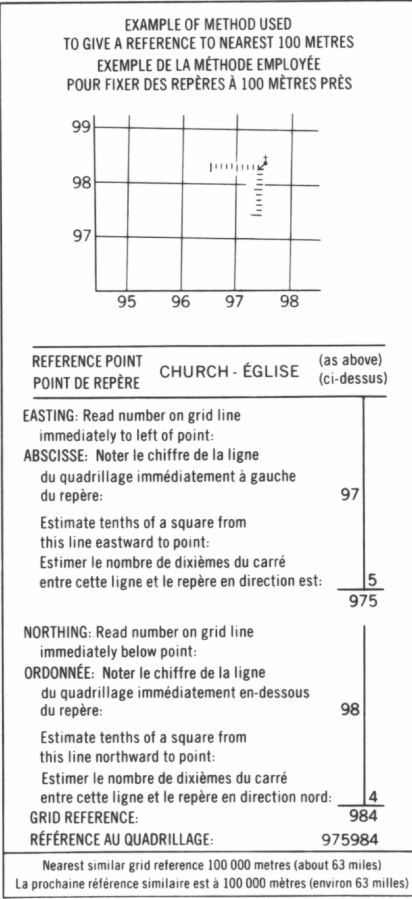 EXAMPLE OF METHOD USED
TO GIVE A REFERENCE TO NEAREST 100 METRES
EXEMPLE DE LA MÉTHODE EMPLOYÉE
POUR FIXER DES REPÈRES À 100 MÈTRES PRÈS
99
98
97
95 96 97 98
REFERENCE POINT
POINT DE REPÈRE
CHURCH - ÉGLISE
(as above)
(ci-dessus)
EASTING: Read number on grid line
immediately to left of point:
ABSCISSE: Noter le chiffre de la ligne
du quadrillage immédiatement à gauche
du repère: 97
Estimate tenths of a square from
this line eastward to point:
Estimer le nombre de dixièmes du carré
entre cette ligne et le repère en direction est: 5
975
NORTHING: Read number on grid line
immediately below point:
ORDONNÉE: Noter le chiffre de la ligne
du quadrillage immédiatement en-dessous
du repère: 98
Estimate tenths of a square from
this line northward to point:
Estimer le nombre de dixièmes du carré
entre cette ligne et le repère en direction nord: 4
GRID REFERENCE: 984
RÉFÉRENCE AU QUADRILLAGE: 975984
Nearest similar grid reference 100 000 metres (about 63 miles)
La prochaine référence similaire est à 100 000 mètres (environ 63 milles)